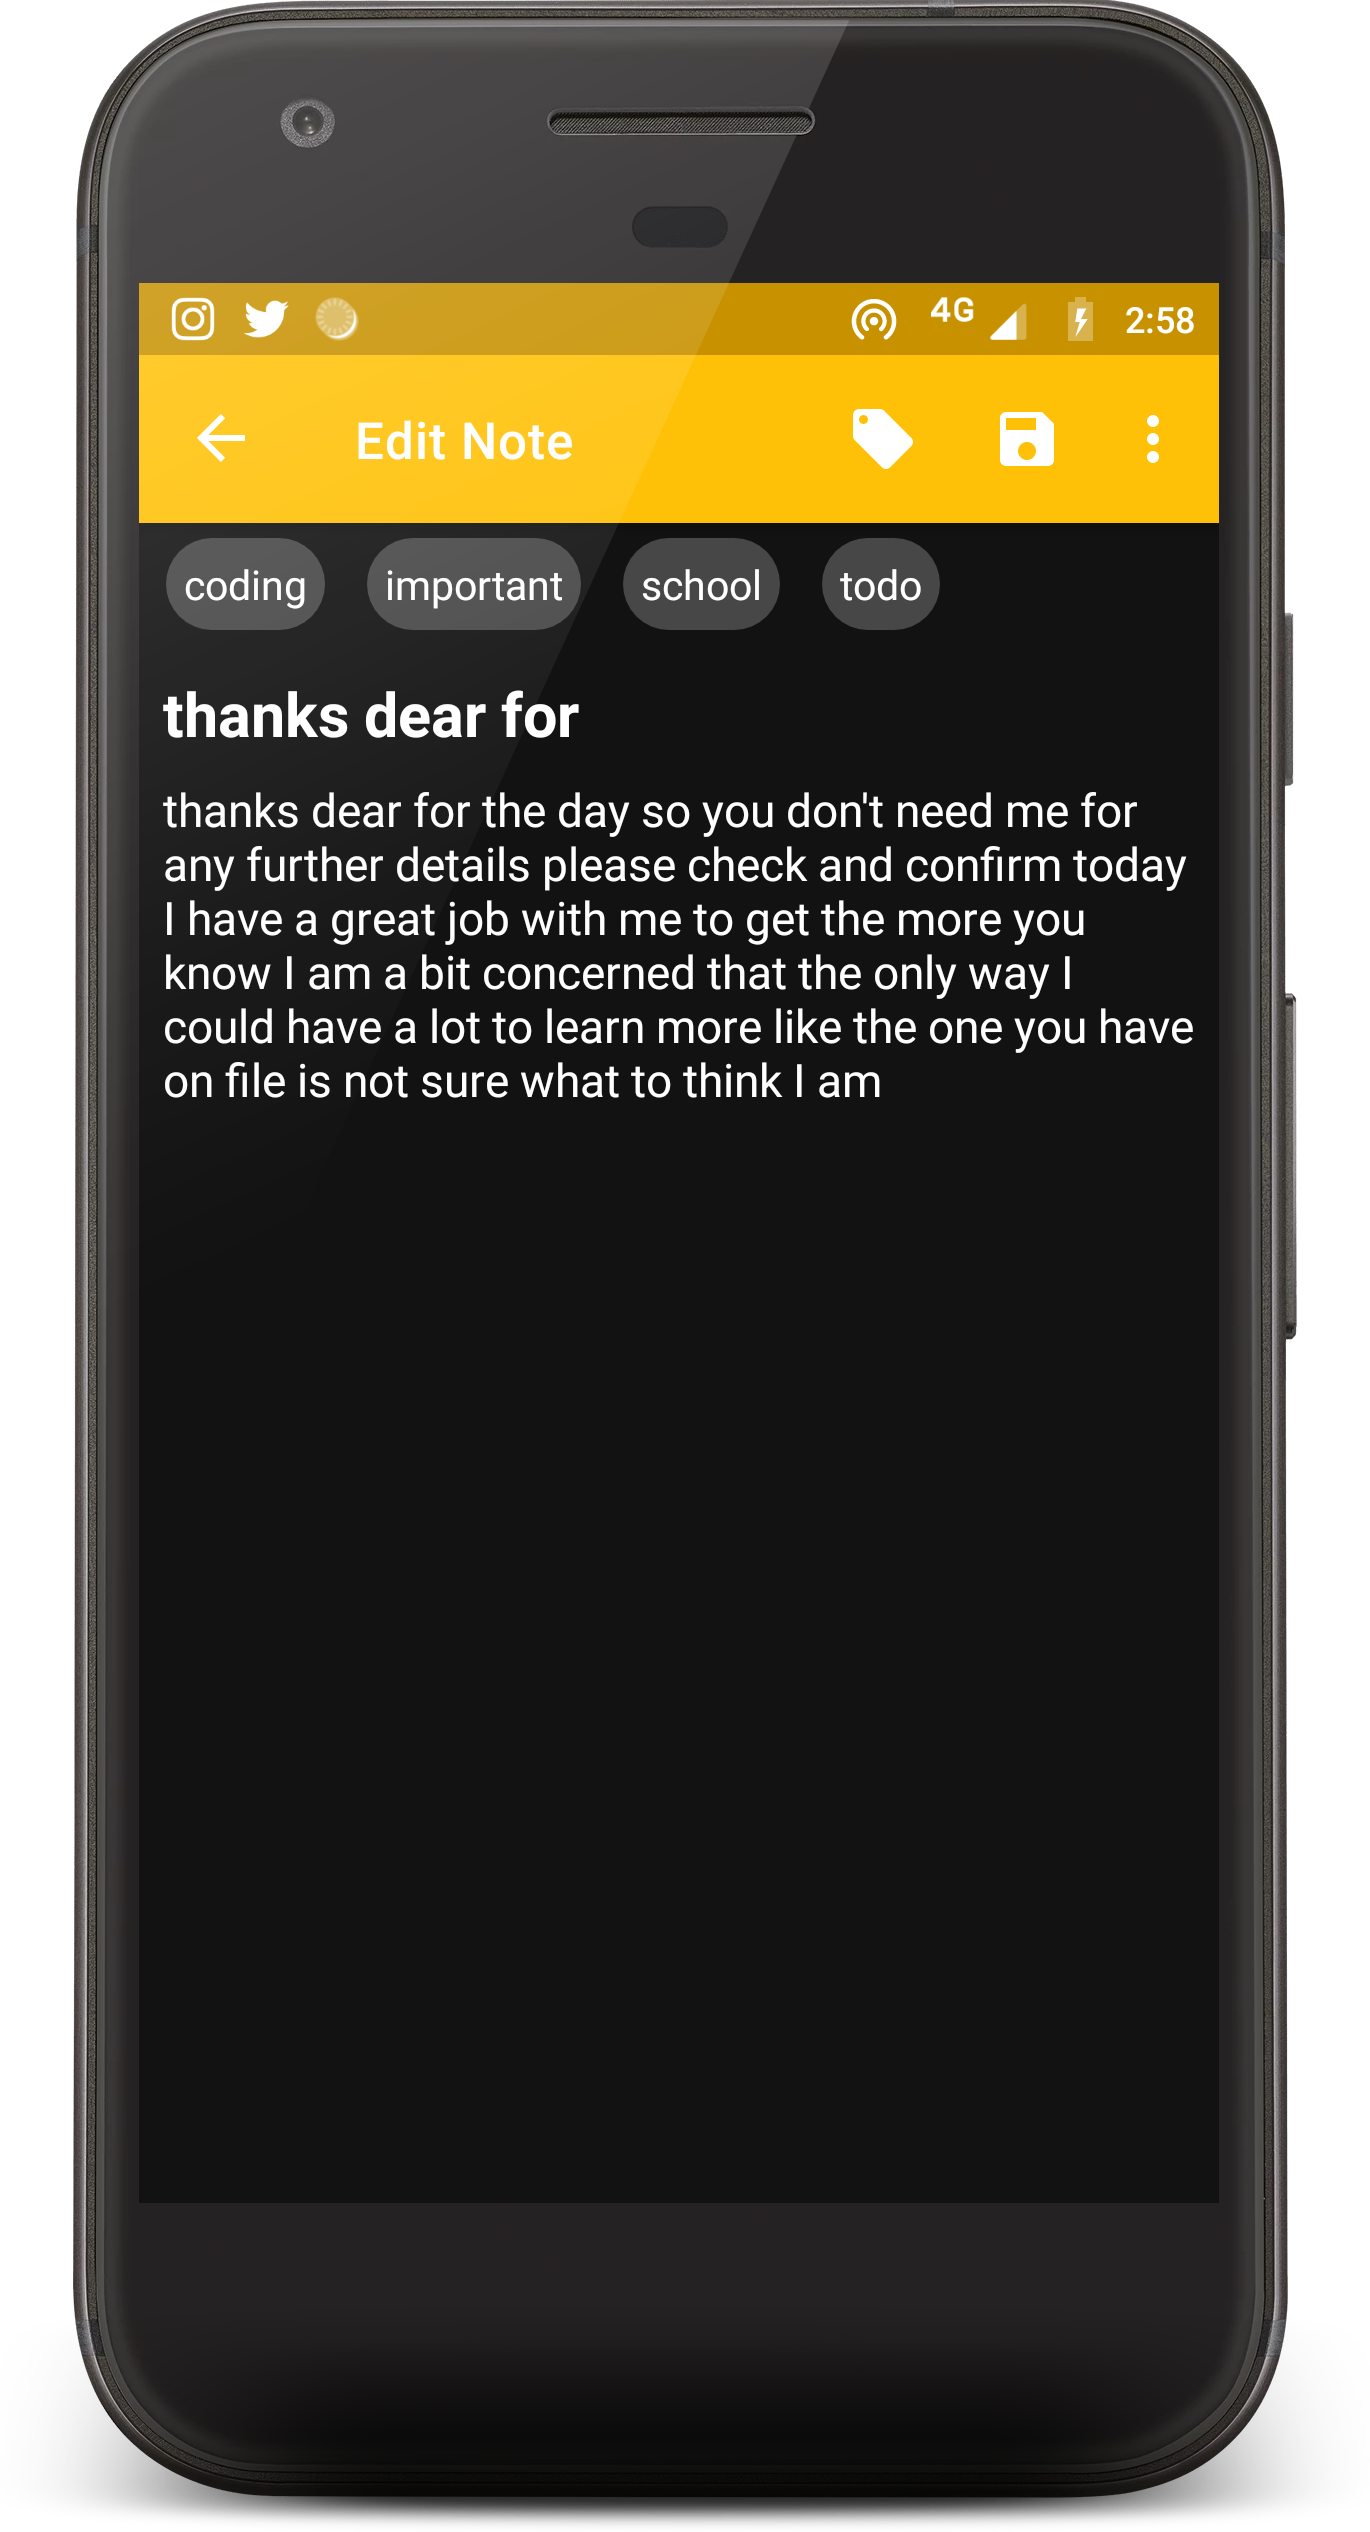 4G 2:58
Edit Note
coding important school todo
thanks dear for
thanks dear for the day so you don't need me for
any further details please check and confirm today
I have a great job with me to get the more you
know I am a bit concerned that the only way I
could have a lot to learn more like the one you have
on file is not sure what to think I am